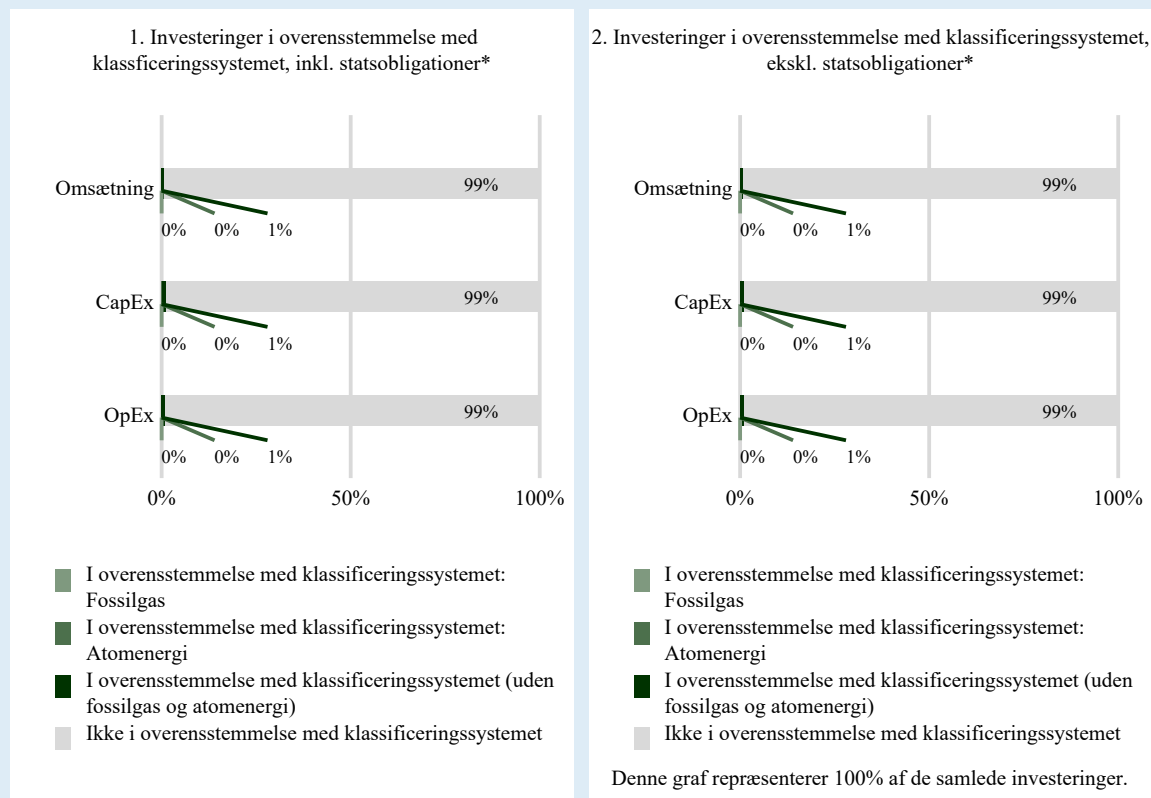 1. Investeringer i overensstemmelse med
klassficeringssystemet, inkl. statsobligationer*
Omsætning
99%
0% 0% 1%
CapEx
99%
0% 0% 1%
OpEx
99%
0% 0% 1%
0% 50% 100%
I overensstemmelse med klassificeringssystemet:
Fossilgas
I overensstemmelse med klassificeringssystemet:
Atomenergi
I overensstemmelse med klassificeringssystemet (uden
fossilgas og atomenergi)
Ikke i overensstemmelse med klassificeringssystemet
2. Investeringer i overensstemmelse med klassificeringssystemet,
ekskl. statsobligationer*
Omsætning
99%
0% 0% 1%
CapEx
99%
0% 0% 1%
OpEx
99%
0% 0% 1%
0% 50% 100%
I overensstemmelse med klassificeringssystemet:
Fossilgas
I overensstemmelse med klassificeringssystemet:
Atomenergi
I overensstemmelse med klassificeringssystemet (uden
fossilgas og atomenergi)
Ikke i overensstemmelse med klassificeringssystemet
Denne graf repræsenterer 100% af de samlede investeringer.